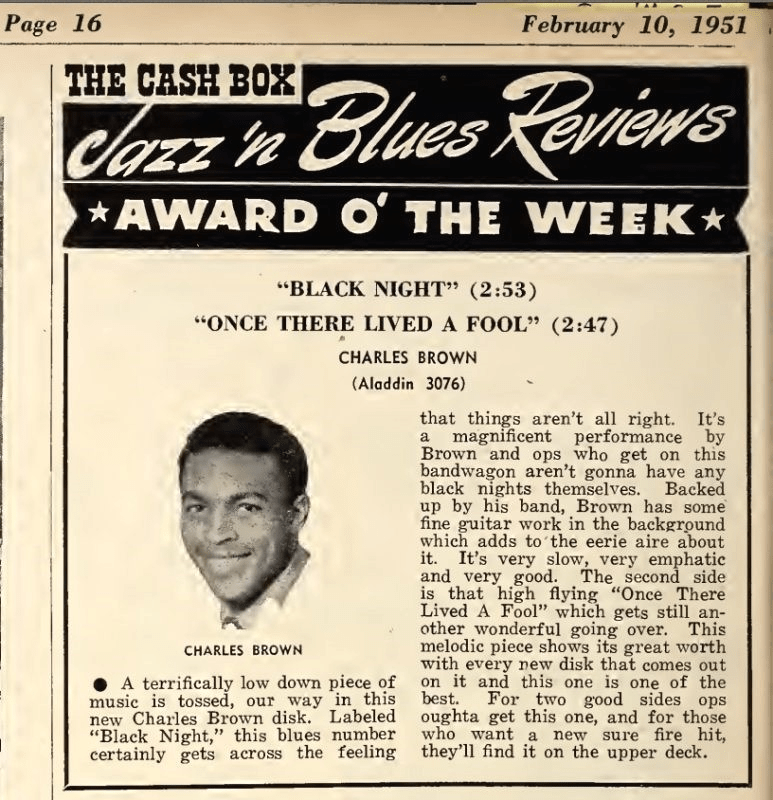 Page 16
February 10, 1951
THE CASH BOX
Jazz 'n Blues Reviews
★AWARD O' THE WEEK★
“BLACK NIGHT” (2:53)
“ONCE THERE LIVED A FOOL” (2:47)
CHARLES BROWN
(Aladdin 3076)
CHARLES BROWN
● A terrifically low down piece of
music is tossed, our way in this
new Charles Brown disk. Labeled
“Black Night,” this blues number
certainly gets across the feeling
that things aren't all right. It's
a magnificent performance by
Brown and ops who get on this
bandwagon aren't gonna have any
black nights themselves. Backed
up by his band, Brown has some
fine guitar work in the background
which adds to the eerie aire about
it. It's very slow, very emphatic
and very good. The second side
is that high flying “Once There
Lived A Fool” which gets still an-
other wonderful going over. This
melodic piece shows its great worth
with every new disk that comes out
on it and this one is one of the
best. For two good sides ops
oughta get this one, and for those
who want a new sure fire hit,
they'll find it on the upper deck.